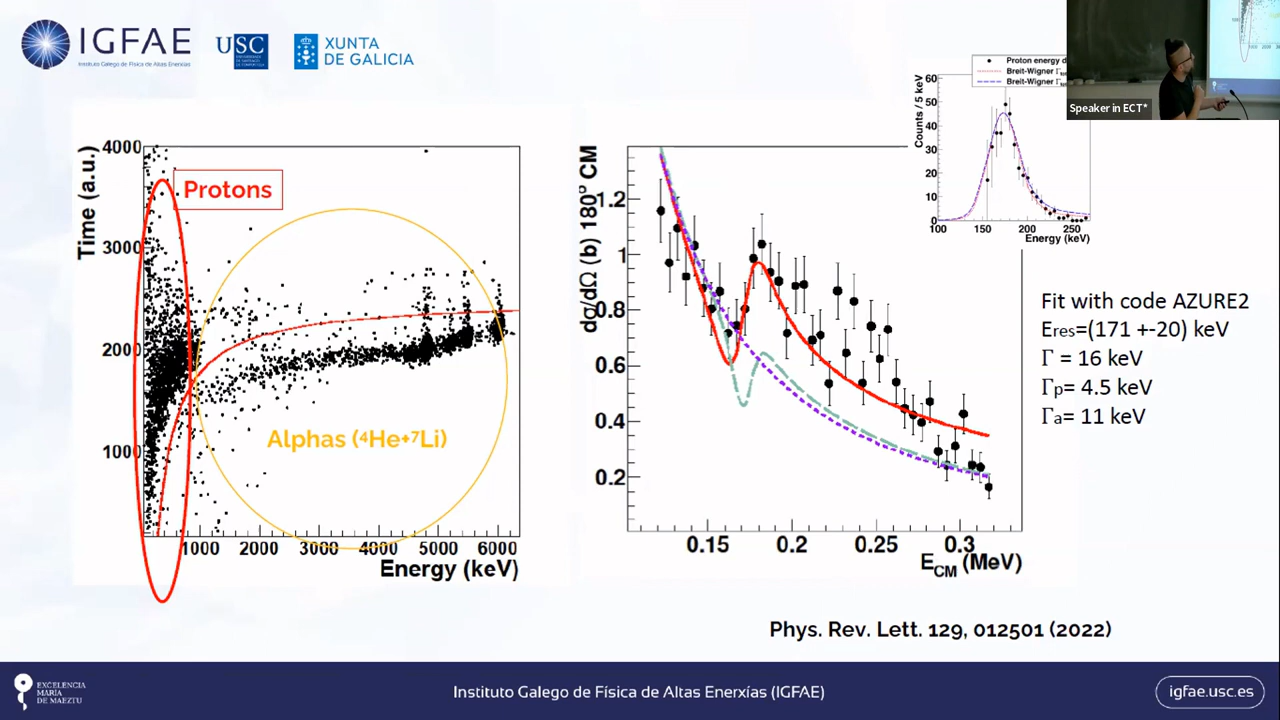 IGFAE
Instituto Galego de Física de Altas Enerxías
USC
XUNTA
DE GALICIA
Speaker in ECT*
Proton energy d
Breit-Wigner Γ
Breit-Wigner Γ
Counts / 5 keV
60
50
40
30
20
10
0
100 150 200 250
Energy (keV)
Time (a.u.)
4000
3000
2000
1000
Protons
Alphas (⁴He+⁷Li)
1000 2000 3000 4000 5000 6000
Energy (keV)
dσ/dΩ (b) 180° CM
1.2
1
0.8
0.6
0.4
0.2
0.15 0.2 0.25 0.3
E_CM (MeV)
Fit with code AZURE2
Eres=(171 +-20) keV
Γ = 16 keV
Γp= 4.5 keV
Γa= 11 keV
Phys. Rev. Lett. 129, 012501 (2022)
EXCELENCIA
MARÍA
DE MAEZTU
Instituto Galego de Física de Altas Enerxías (IGFAE)
igfae.usc.es